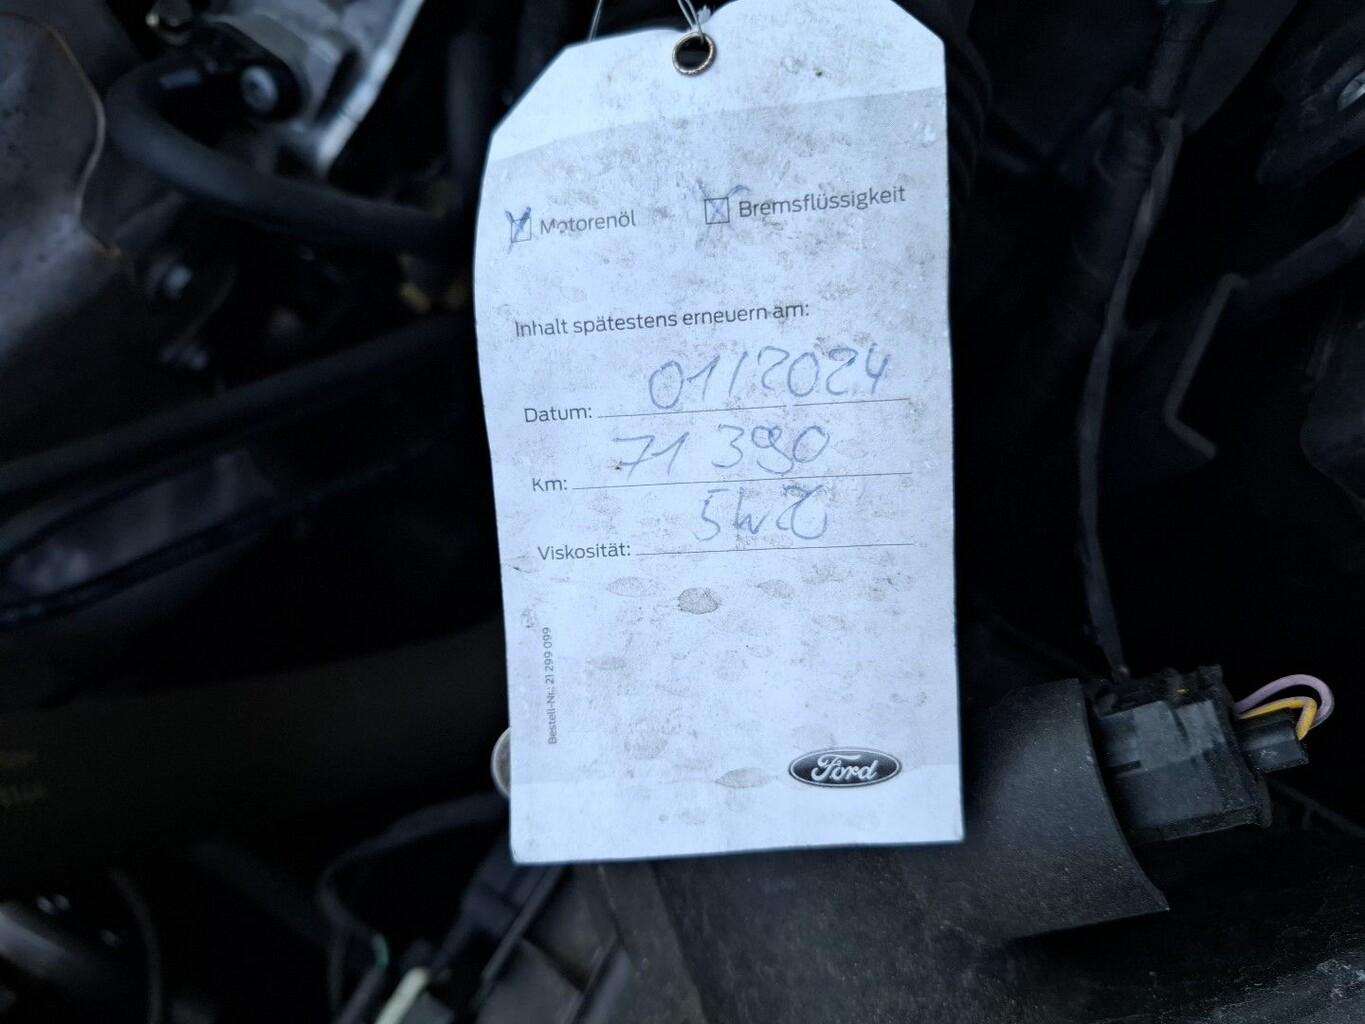 Motorenöl Bremsflüssigkeit
Inhalt spätestens erneuern am:
Datum: 01/2024
Km: 71 390
Viskosität: 5W20
Bestell-Nr.: 21 299 099
Ford